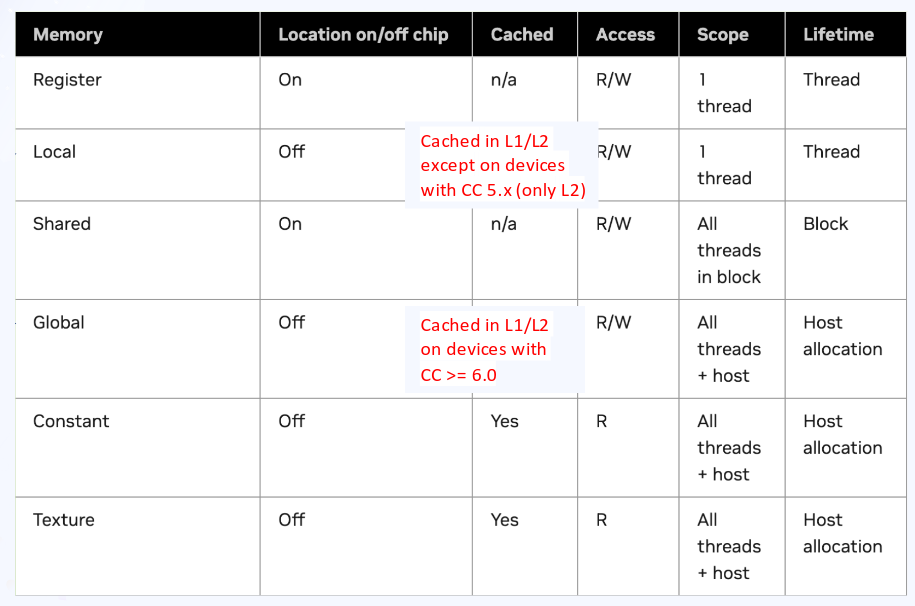 Memory Location on/off chip Cached Access Scope Lifetime
Register On n/a R/W 1 Thread
thread
Cached in L1/L2
Local Off except on devices R/W 1 Thread
with CC 5.x (only L2) thread
Shared On n/a R/W All Block
threads
in block
Global Off Cached in L1/L2 R/W All Host
on devices with threads allocation
CC >= 6.0 + host
Constant Off Yes R All Host
threads allocation
+ host
Texture Off Yes R All Host
threads allocation
+ host